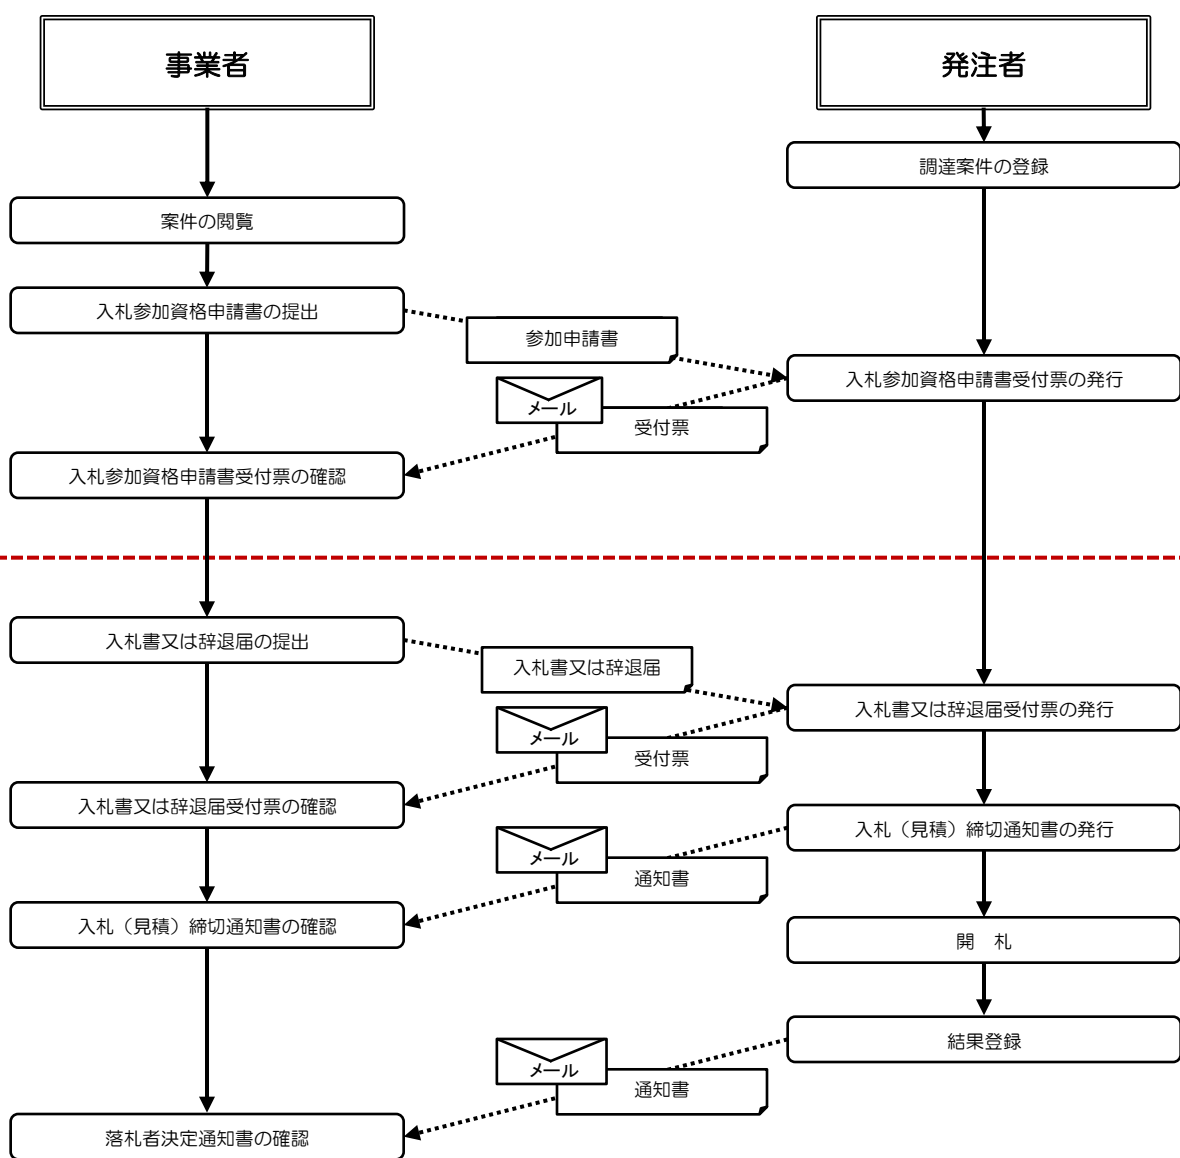 事業者
発注者
調達案件の登録
案件の閲覧
入札参加資格申請書の提出
参加申請書
入札参加資格申請書受付票の発行
メール
受付票
入札参加資格申請書受付票の確認
入札書又は辞退届の提出
入札書又は辞退届
入札書又は辞退届受付票の発行
メール
受付票
入札書又は辞退届受付票の確認
入札（見積）締切通知書の発行
メール
通知書
入札（見積）締切通知書の確認
開　札
結果登録
メール
通知書
落札者決定通知書の確認